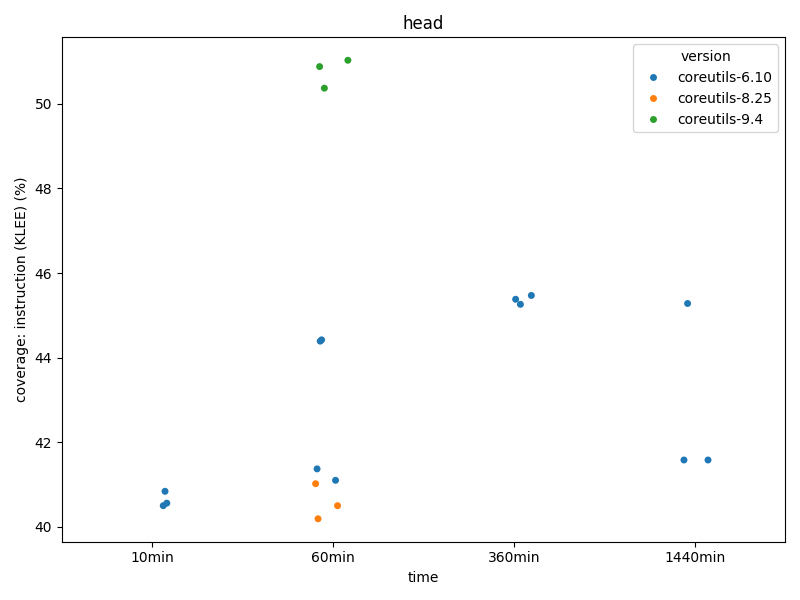 head
version
coreutils-6.10
coreutils-8.25
coreutils-9.4
coverage: instruction (KLEE) (%)
50
48
46
44
42
40
10min
60min
360min
1440min
time